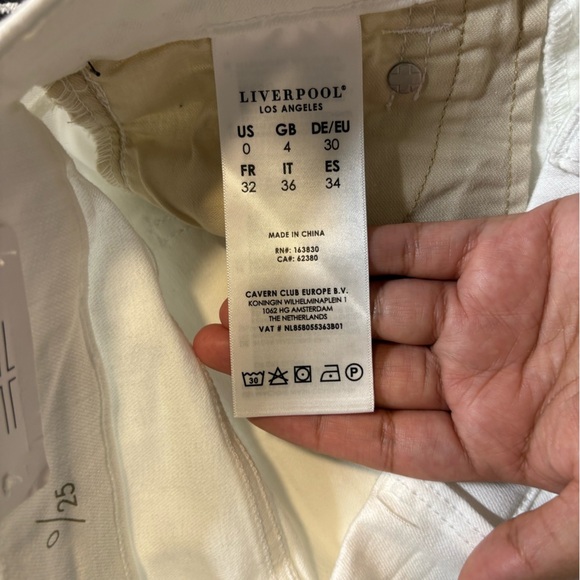 LIVERPOOL®
LOS ANGELES
US GB DE/EU
0 4 30
FR IT ES
32 36 34
MADE IN CHINA
RN#: 163830
CA#: 62380
CAVERN CLUB EUROPE B.V.
KONINGIN WILHELMINAPLEIN 1
1062 HG AMSTERDAM
THE NETHERLANDS
VAT # NL858055363B01
30 P
0/25